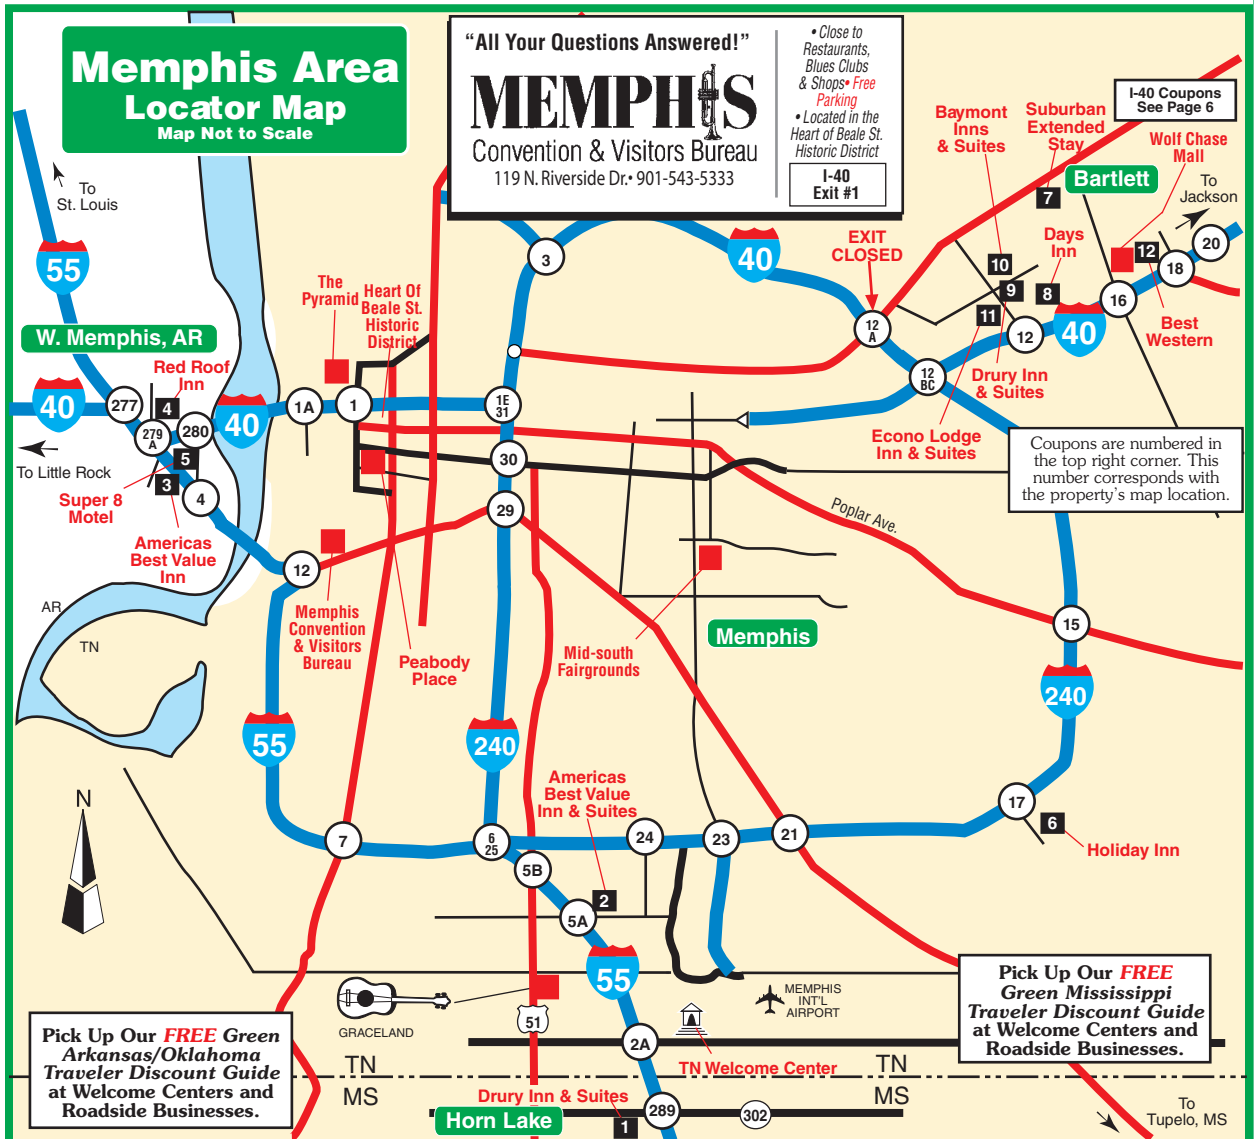 Memphis Area
Locator Map
Map Not to Scale
“All Your Questions Answered!”
MEMPHIS
Convention & Visitors Bureau
119 N. Riverside Dr.• 901-543-5333
• Close to
Restaurants,
Blues Clubs
& Shops• Free
Parking
• Located in the
Heart of Beale St.
Historic District
I-40
Exit #1
I-40 Coupons
See Page 6
Baymont
Inns
& Suites
Suburban
Extended
Stay
Wolf Chase
Mall
Bartlett
To
Jackson
7
To
St. Louis
55
40
EXIT
CLOSED
Days
Inn
3
10
9
8
11
12
18
20
16
12
40
Best
Western
The
Pyramid
Heart Of
Beale St.
Historic
District
W. Memphis, AR
Red Roof
Inn
12
A
12
BC
Drury Inn
& Suites
Econo Lodge
Inn & Suites
40
277
4
279
A
280
40
1A
1
1E
31
To Little Rock
5
3
4
Super 8
Motel
Americas
Best Value
Inn
30
29
Poplar Ave.
Coupons are numbered in
the top right corner. This
number corresponds with
the property’s map location.
12
AR
TN
Memphis
Convention
& Visitors
Bureau
Peabody
Place
Mid-south
Fairgrounds
Memphis
15
240
55
240
N
Americas
Best Value
Inn & Suites
7
6
25
5B
24
23
21
17
6
Holiday Inn
2
5A
55
GRACELAND
51
MEMPHIS
INT’L
AIRPORT
2A
TN Welcome Center
TN
MS
TN
MS
Pick Up Our FREE Green
Arkansas/Oklahoma
Traveler Discount Guide
at Welcome Centers and
Roadside Businesses.
Pick Up Our FREE
Green Mississippi
Traveler Discount Guide
at Welcome Centers and
Roadside Businesses.
Drury Inn & Suites
Horn Lake
1
289
302
To
Tupelo, MS